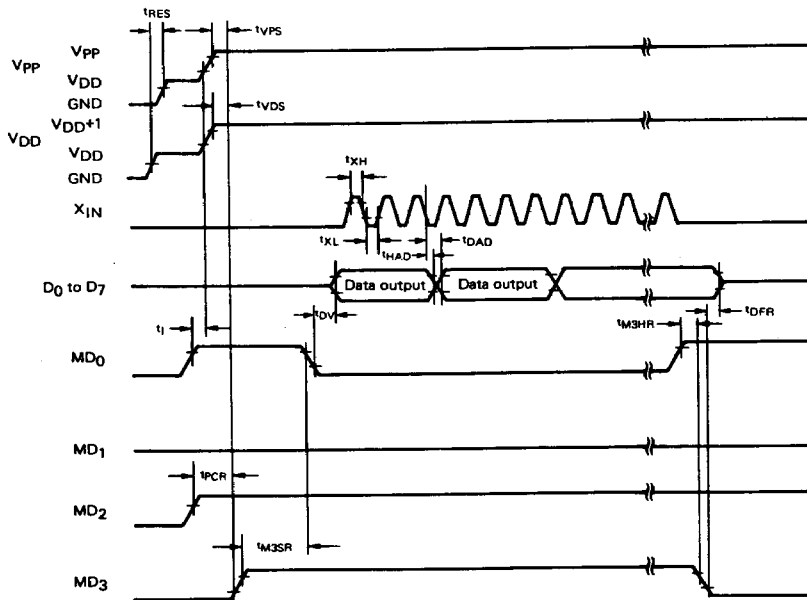 tRES
tVPS
VPP
VPP
VDD
GND
tVDS
VDD+1
VDD
VDD
GND
tXH
XIN
tXL
tHAD
tDAD
D0 to D7
Data output
Data output
tDV
tI
tM3HR
tDFR
MD0
MD1
tPCR
MD2
tM3SR
MD3